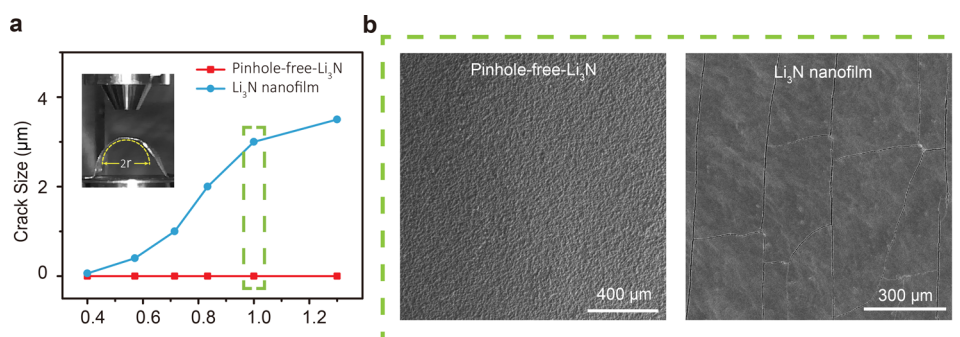 a
Pinhole-free-Li₃N
Li₃N nanofilm
Crack Size (μm)
4
2
0
2r
0.4 0.6 0.8 1.0 1.2
b
Pinhole-free-Li₃N
400 μm
Li₃N nanofilm
300 μm